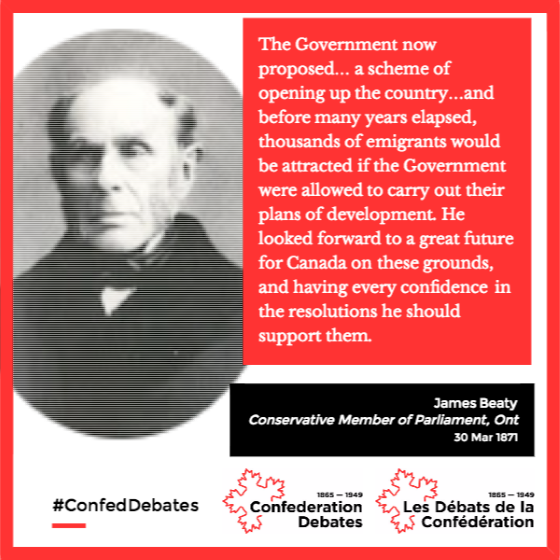 The Government now
proposed... a scheme of
opening up the country...and
before many years elapsed,
thousands of emigrants would
be attracted if the Government
were allowed to carry out their
plans of development. He
looked forward to a great future
for Canada on these grounds,
and having every confidence in
the resolutions he should
support them.
James Beaty
Conservative Member of Parliament, Ont
30 Mar 1871
#ConfedDebates
1865 — 1949
Confederation
Debates
1865 — 1949
Les Débats de la
Confédération